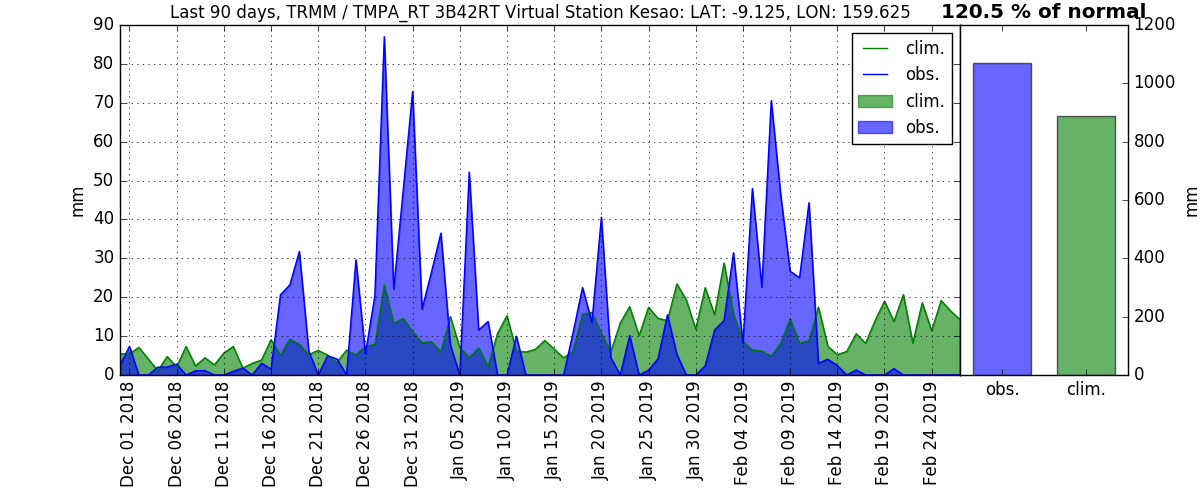 Last 90 days, TRMM / TMPA_RT 3B42RT Virtual Station Kesao: LAT: -9.125, LON: 159.625
120.5 % of normal
90
80
70
60
50
40
30
20
10
0
mm
clim.
obs.
clim.
obs.
1200
1000
800
600
400
200
0
mm
obs.
clim.
Dec 01 2018
Dec 06 2018
Dec 11 2018
Dec 16 2018
Dec 21 2018
Dec 26 2018
Dec 31 2018
Jan 05 2019
Jan 10 2019
Jan 15 2019
Jan 20 2019
Jan 25 2019
Jan 30 2019
Feb 04 2019
Feb 09 2019
Feb 14 2019
Feb 19 2019
Feb 24 2019